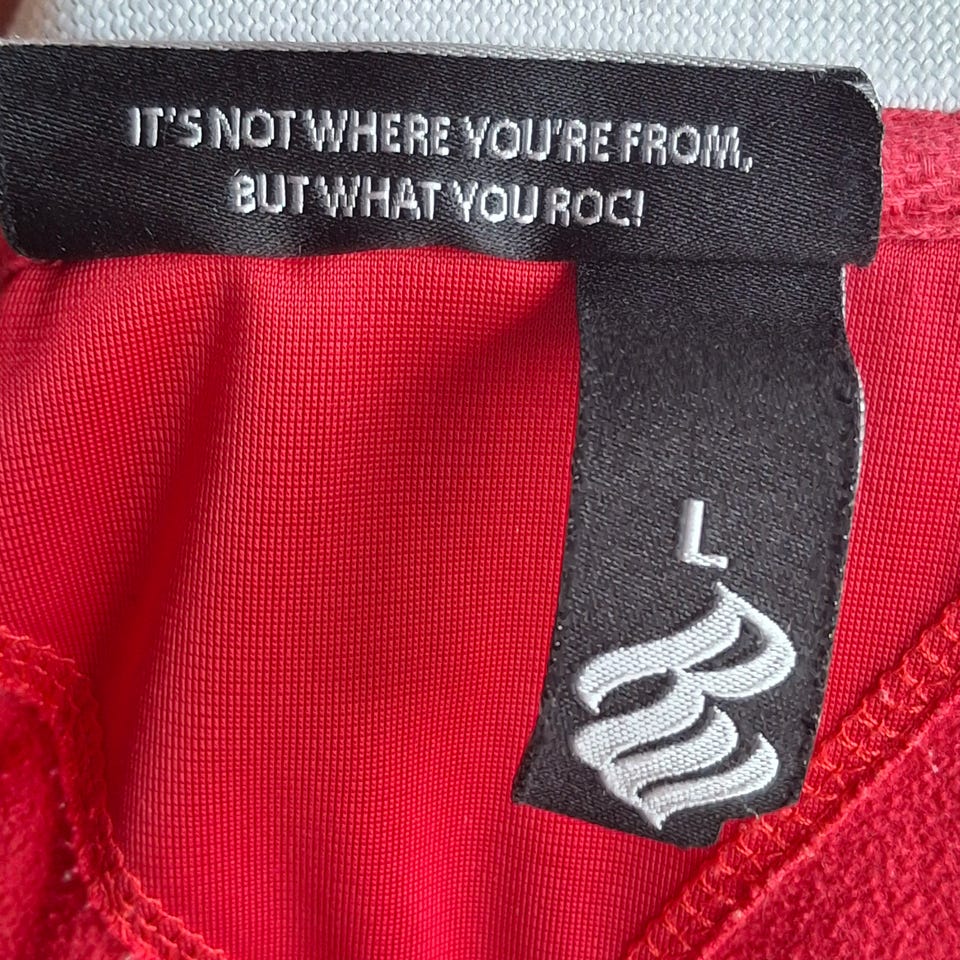 IT'S NOT WHERE YOU'RE FROM,
BUT WHAT YOU ROC!
L